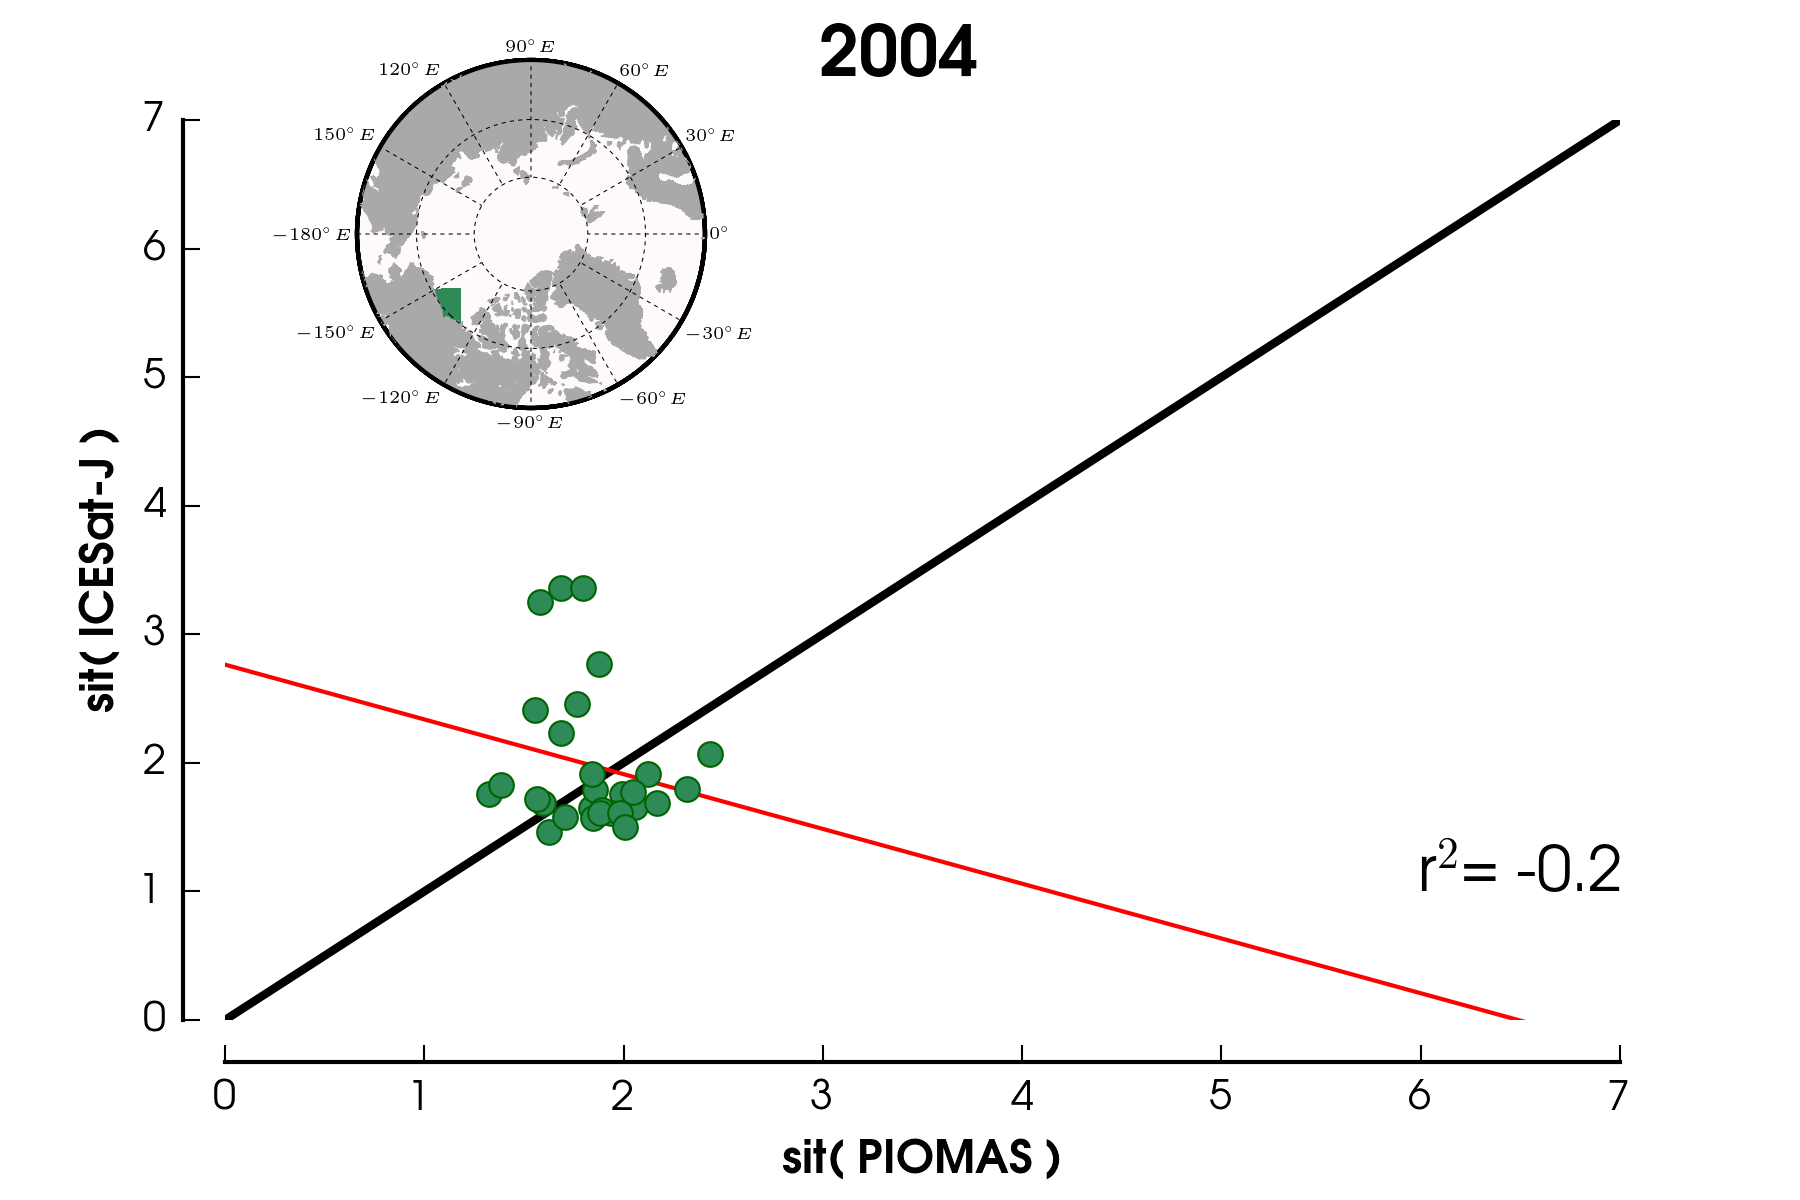 2004
90° E
120° E
60° E
150° E
30° E
−180° E
0°
−150° E
−30° E
−120° E
−60° E
−90° E
7
6
5
4
3
2
1
0
sit( ICESat-J )
r²= -0.2
0 1 2 3 4 5 6 7
sit( PIOMAS )